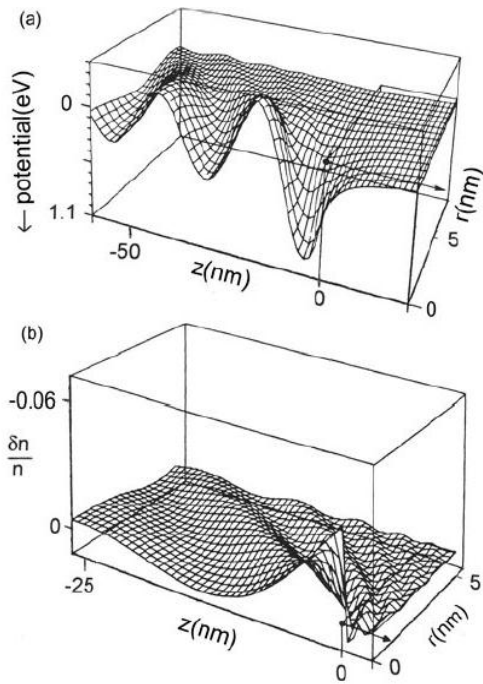 (a)
0
← potential(eV)
1.1
-50
z(nm)
0
0
5
r(nm)
(b)
-0.06
δn
n
0
-25
z(nm)
0
0
5
r(nm)